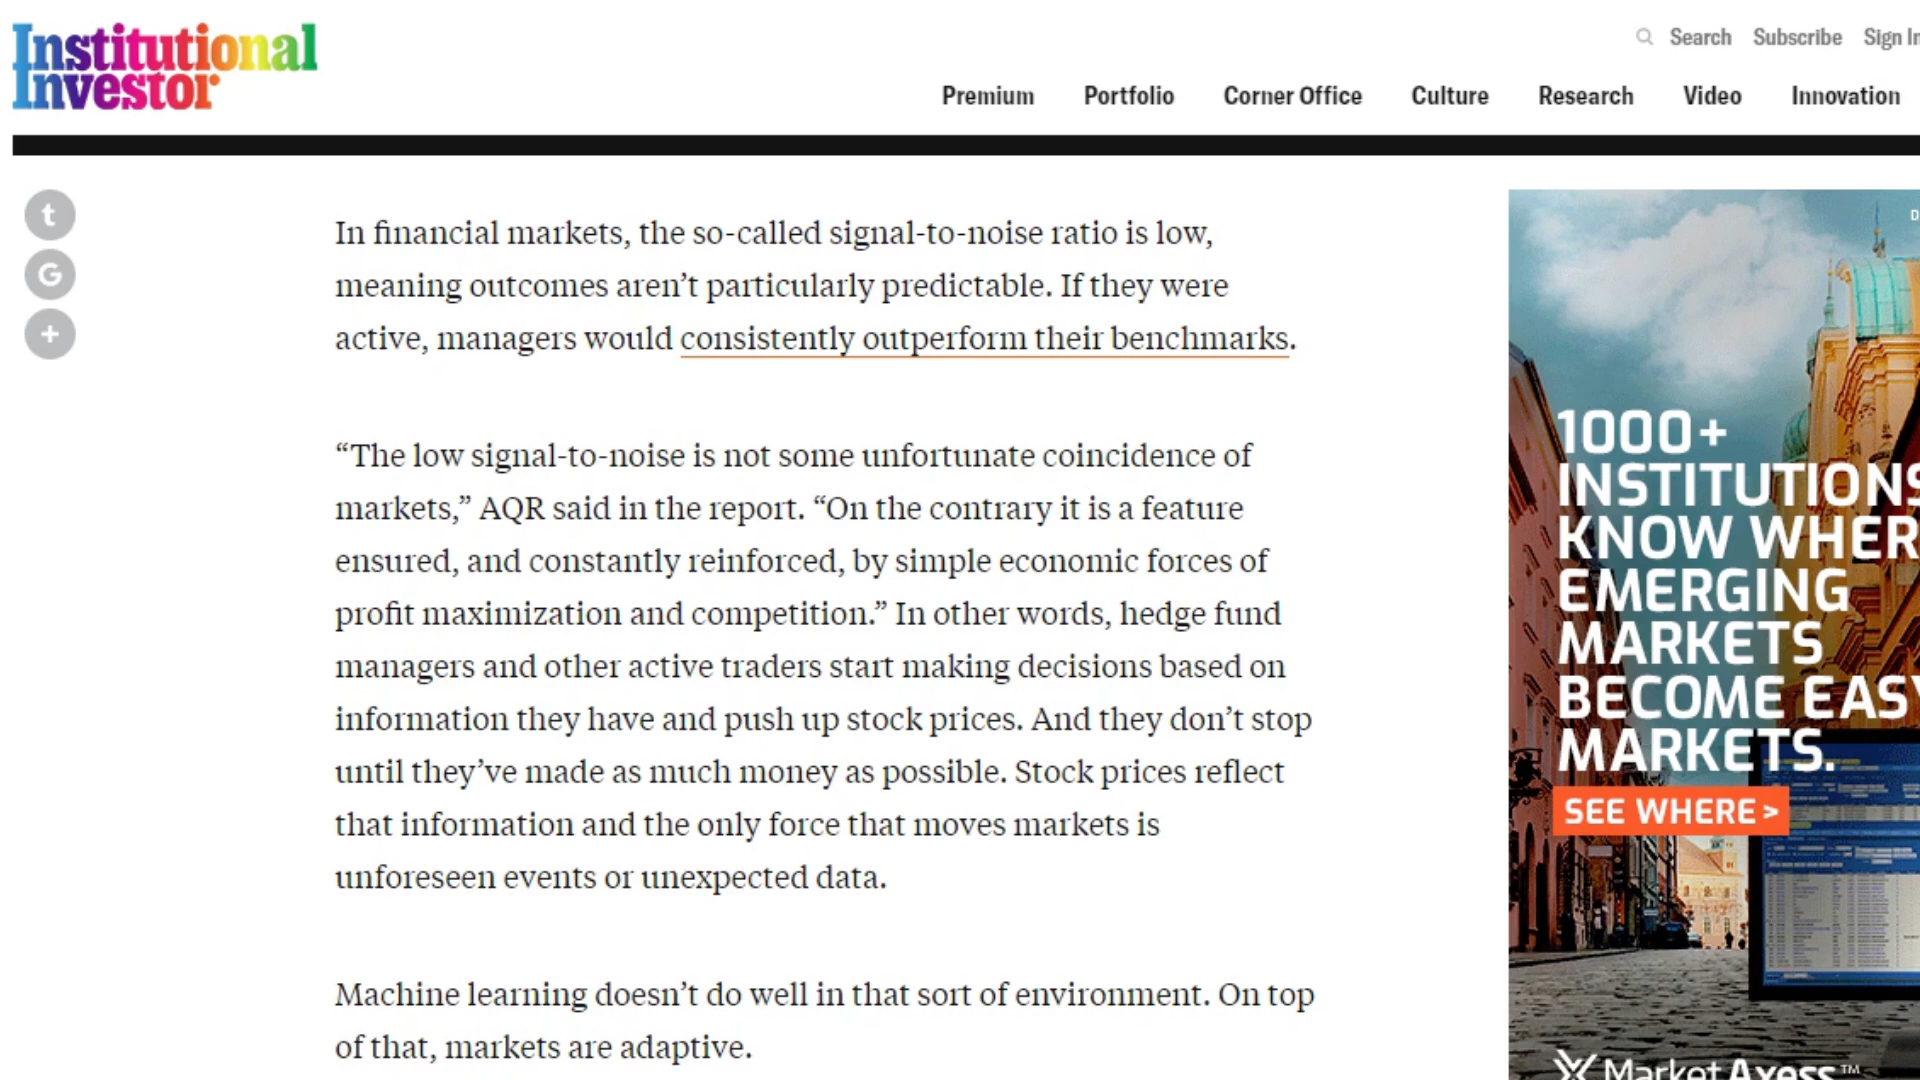 Institutional
Investor
Search Subscribe Sign In
Premium Portfolio Corner Office Culture Research Video Innovation
In financial markets, the so-called signal-to-noise ratio is low,
meaning outcomes aren’t particularly predictable. If they were
active, managers would consistently outperform their benchmarks.
“The low signal-to-noise is not some unfortunate coincidence of
markets,” AQR said in the report. “On the contrary it is a feature
ensured, and constantly reinforced, by simple economic forces of
profit maximization and competition.” In other words, hedge fund
managers and other active traders start making decisions based on
information they have and push up stock prices. And they don’t stop
until they’ve made as much money as possible. Stock prices reflect
that information and the only force that moves markets is
unforeseen events or unexpected data.
Machine learning doesn’t do well in that sort of environment. On top
of that, markets are adaptive.
1000+
INSTITUTIONS
KNOW WHER
EMERGING
MARKETS
BECOME EASY
MARKETS.
SEE WHERE >
MarketAxess™